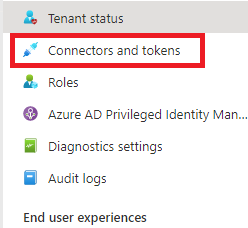 Tenant status
Connectors and tokens
Roles
Azure AD Privileged Identity Man...
Diagnostics settings
Audit logs
End user experiences